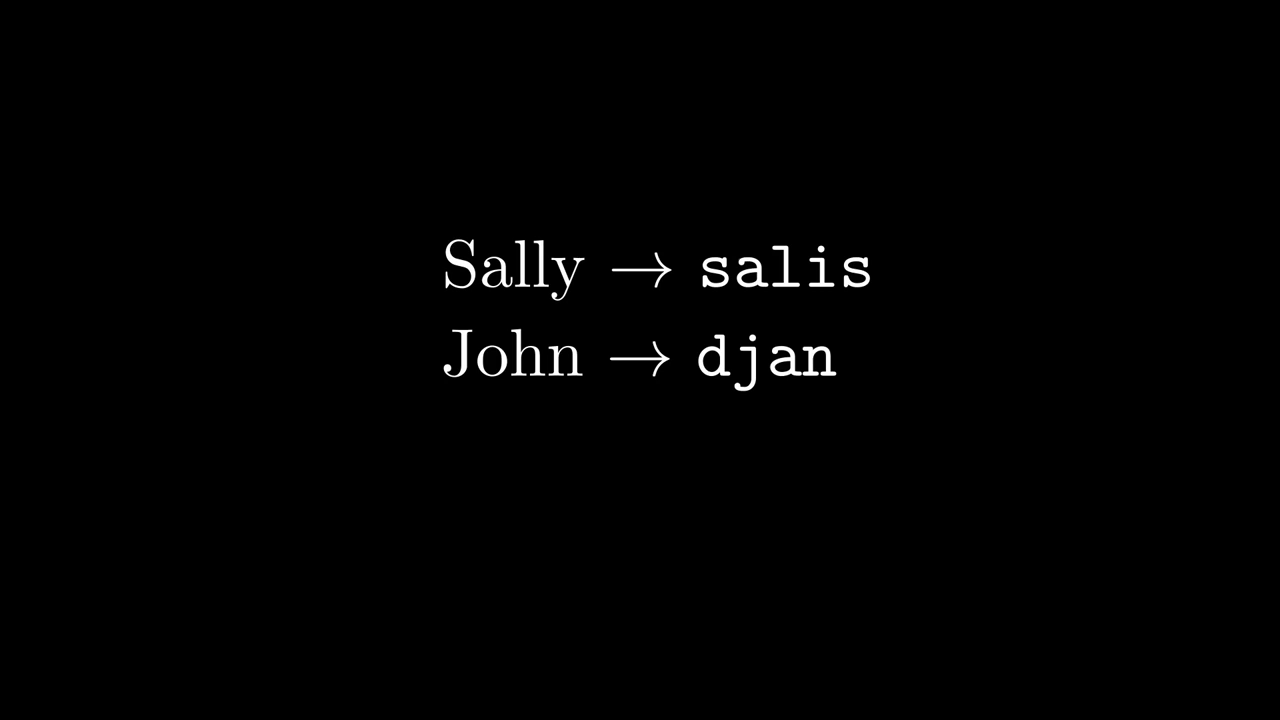 Sally → salis
John → djan